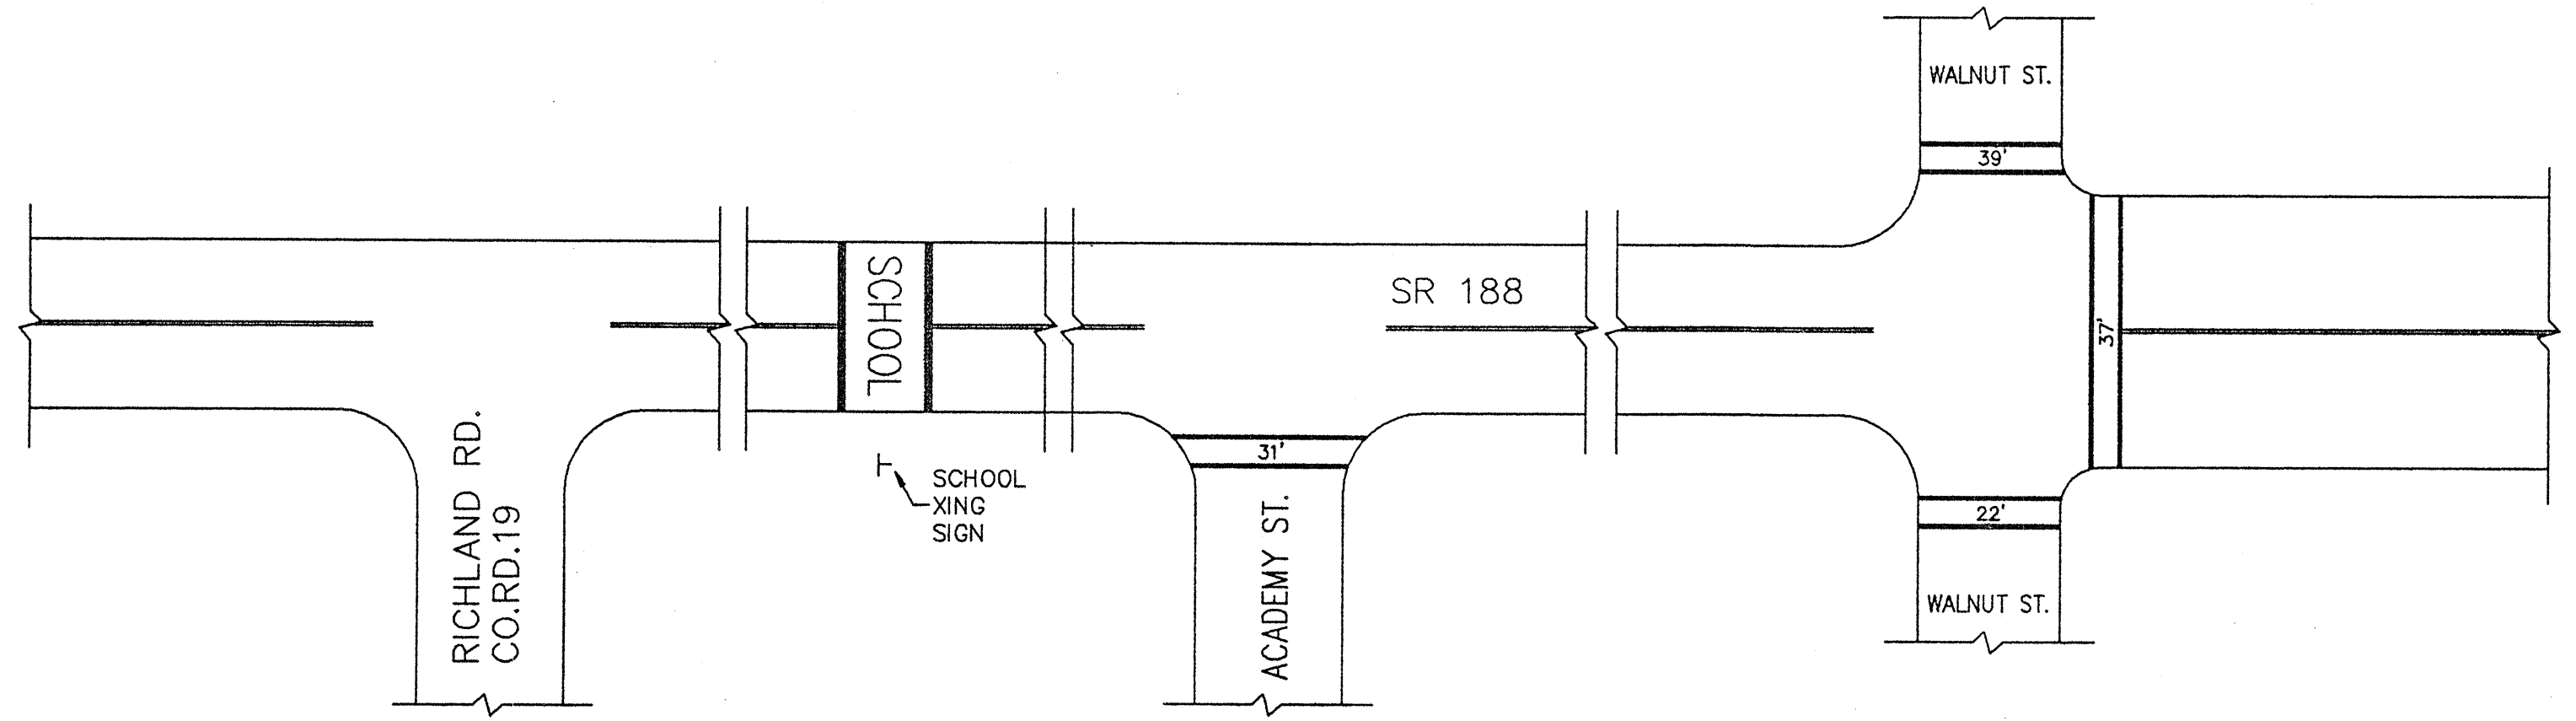 WALNUT ST.
39'
SCHOOL
SR 188
37'
RICHLAND RD.
CO.RD.19
SCHOOL
XING
SIGN
31'
ACADEMY ST.
22'
WALNUT ST.